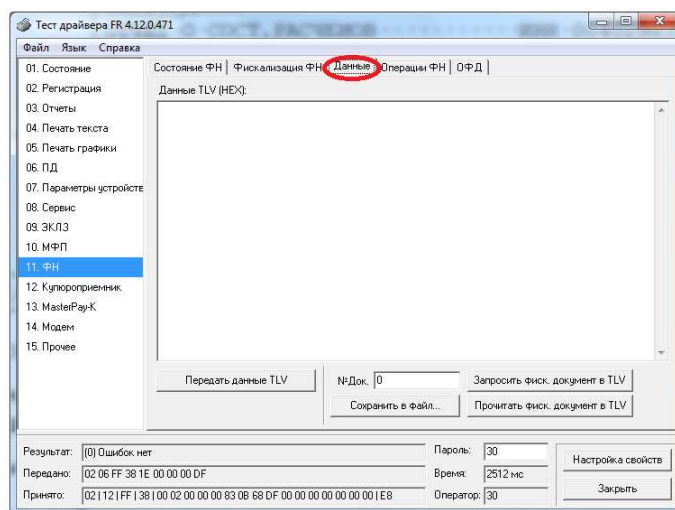 Тест драйвера FR 4.12.0.471
Файл Язык Справка
01. Состояние
02. Регистрация
03. Отчеты
04. Печать текста
05. Печать графики
06. ПД
07. Параметры устройств
08. Сервис
09. ЭКЛЗ
10. МФП
11. ФН
12. Купюроприемник
13. MasterPay-K
14. Модем
15. Прочее
Состояние ФН Фискализация ФН Данные Операции ФН ОФД
Данные TLV (HEX):
Передать данные TLV
№Док. 0
Запросить фиск. документ в TLV
Сохранить в файл...
Прочитать фиск. документ в TLV
Результат: (0) Ошибок нет
Пароль: 30
Настройка свойств
Передано: 02 06 FF 38 1E 00 00 00 DF
Время: 2512 мс
Принято: 02 | 12 | FF | 38 | 00 02 00 00 00 83 0B 68 DF 00 00 00 00 00 00 00 | E8
Оператор: 30
Закрыть